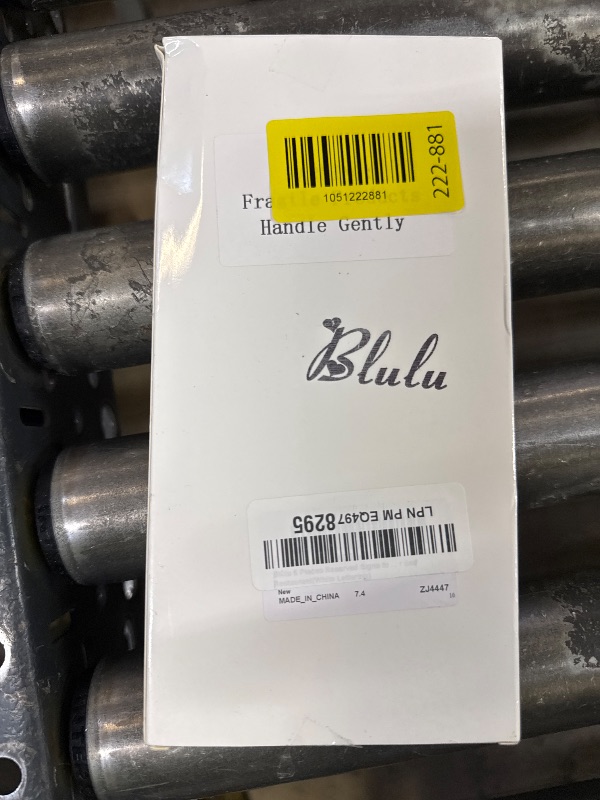 222-881
1051222881
Handle Gently
Blulu
LPN PM EQ4978295
New
MADE_IN_CHINA 7.4 ZJ4447